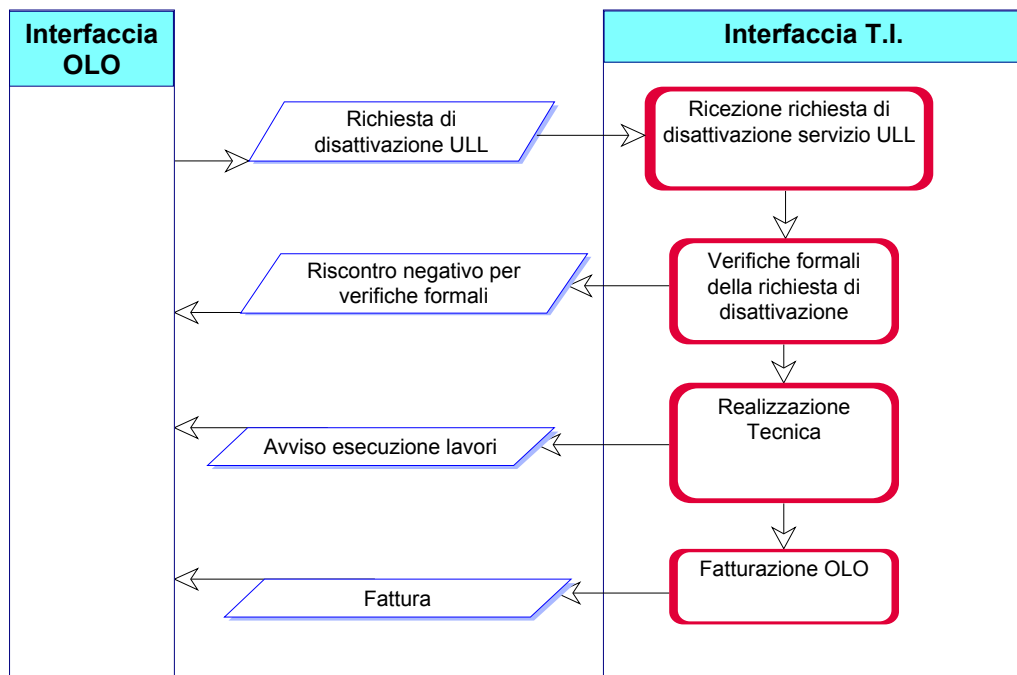 Interfaccia
OLO
Interfaccia T.I.
Richiesta di
disattivazione ULL
Ricezione richiesta di
disattivazione servizio ULL
Riscontro negativo per
verifiche formali
Verifiche formali
della richiesta di
disattivazione
Avviso esecuzione lavori
Realizzazione
Tecnica
Fattura
Fatturazione OLO